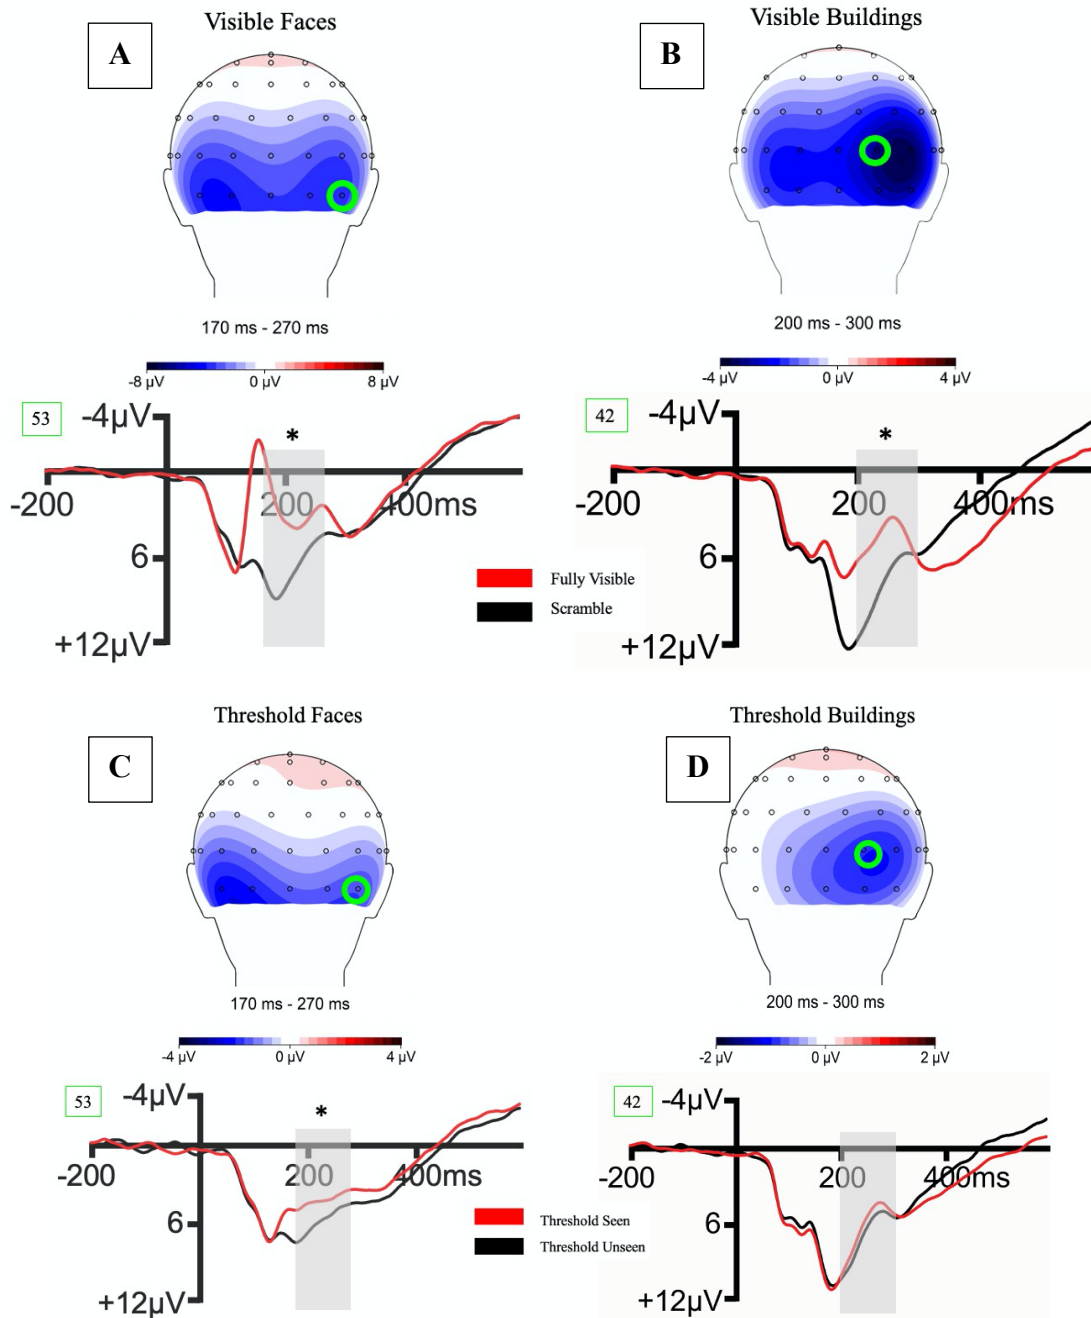 Visible Faces
Visible Buildings
A
B
170 ms - 270 ms
200 ms - 300 ms
-8 µV
0 µV
8 µV
-4 µV
0 µV
4 µV
53
-4µV
*
-200
200
400ms
6
+12µV
42
-4µV
*
-200
200
400ms
6
+12µV
Fully Visible
Scramble
Threshold Faces
Threshold Buildings
C
D
170 ms - 270 ms
200 ms - 300 ms
-4 µV
0 µV
4 µV
-2 µV
0 µV
2 µV
53
-4µV
*
-200
200
400ms
6
+12µV
42
-4µV
-200
200
400ms
6
+12µV
Threshold Seen
Threshold Unseen